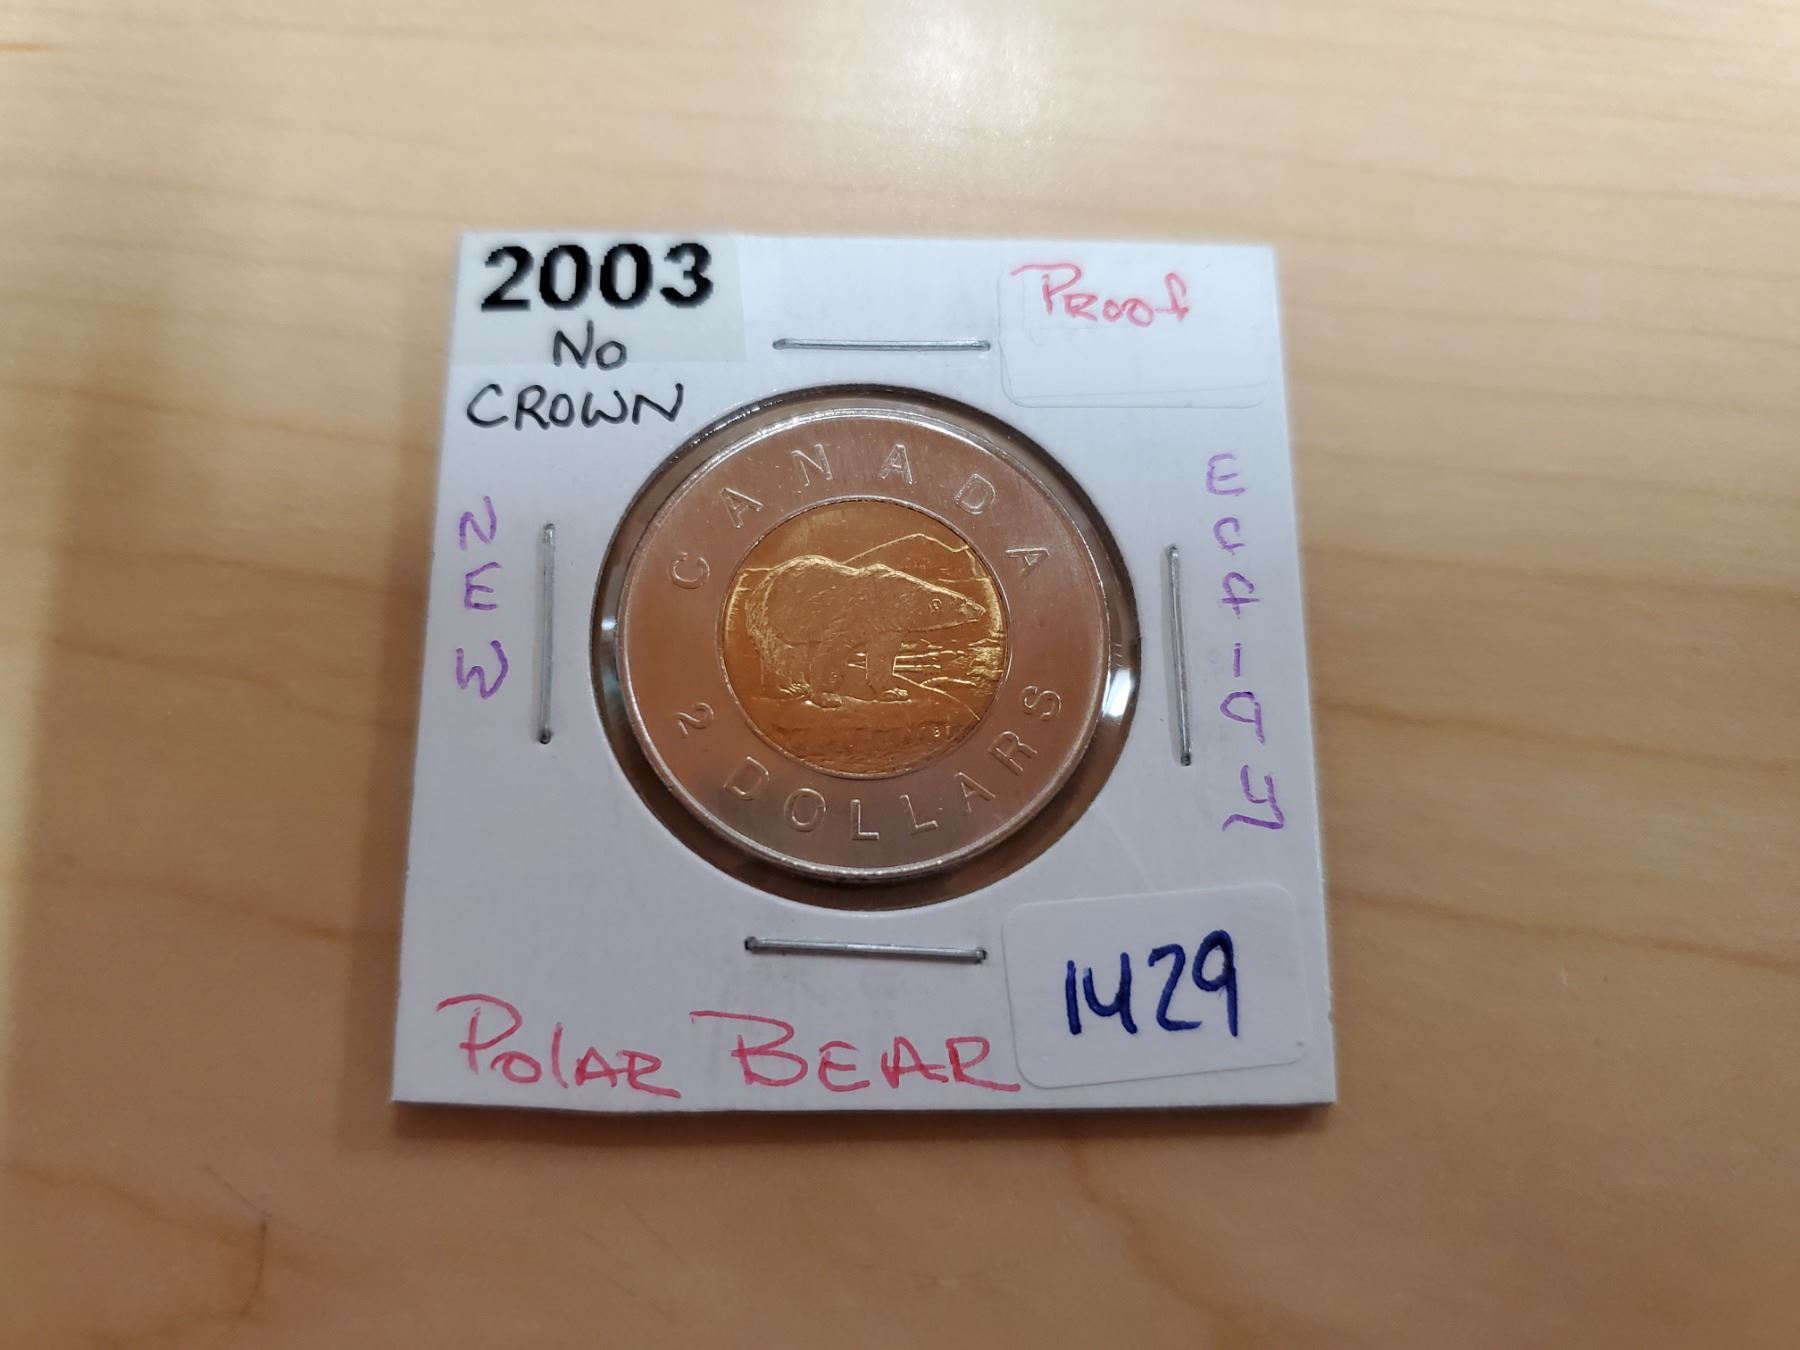 2003
No
CROWN
Proof
NEW
EFFIGY
CANADA
2 DOLLARS
1429
Polar Bear